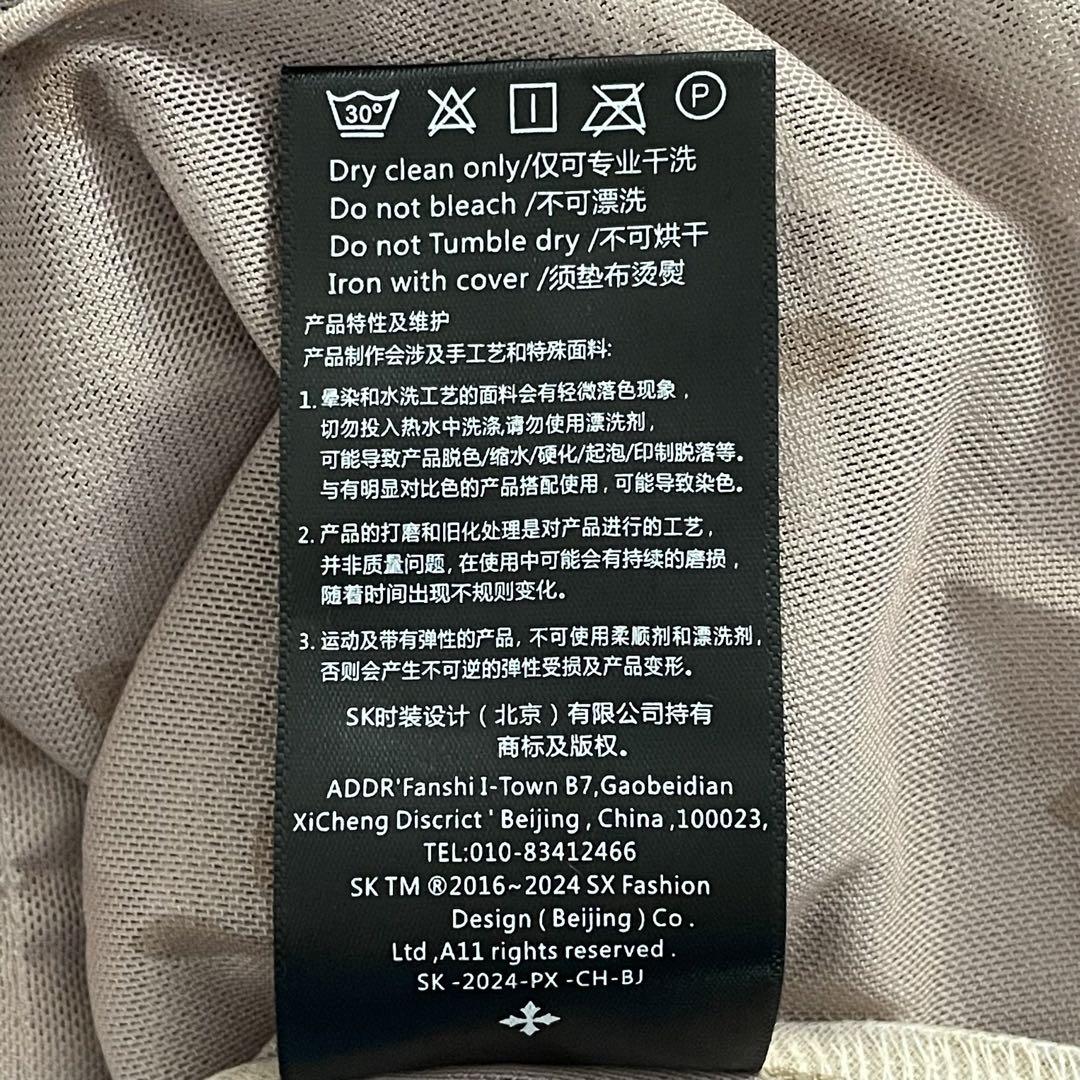 30°
P
Dry clean only/仅可专业干洗
Do not bleach /不可漂洗
Do not Tumble dry /不可烘干
Iron with cover /须垫布烫熨
产品特性及维护
产品制作会涉及手工艺和特殊面料:
1. 晕染和水洗工艺的面料会有轻微落色现象,
切勿投入热水中洗涤,请勿使用漂洗剂,
可能导致产品脱色/缩水/硬化/起泡/印制脱落等。
与有明显对比色的产品搭配使用,可能导致染色。
2. 产品的打磨和旧化处理是对产品进行的工艺,
并非质量问题,在使用中可能会有持续的磨损,
随着时间出现不规则变化。
3. 运动及带有弹性的产品,不可使用柔顺剂和漂洗剂,
否则会产生不可逆的弹性受损及产品变形。
SK时装设计(北京)有限公司持有
商标及版权。
ADDR'Fanshi I-Town B7,Gaobeidian
XiCheng Discrict ' Beijing , China ,100023,
TEL:010-83412466
SK TM ®2016~2024 SX Fashion
Design ( Beijing ) Co .
Ltd ,A11 rights reserved .
SK -2024-PX -CH-BJ